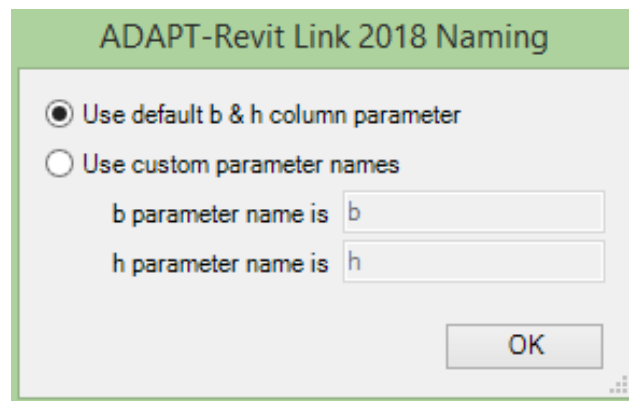 ADAPT-Revit Link 2018 Naming
Use default b & h column parameter
Use custom parameter names
b parameter name is b
h parameter name is h
OK